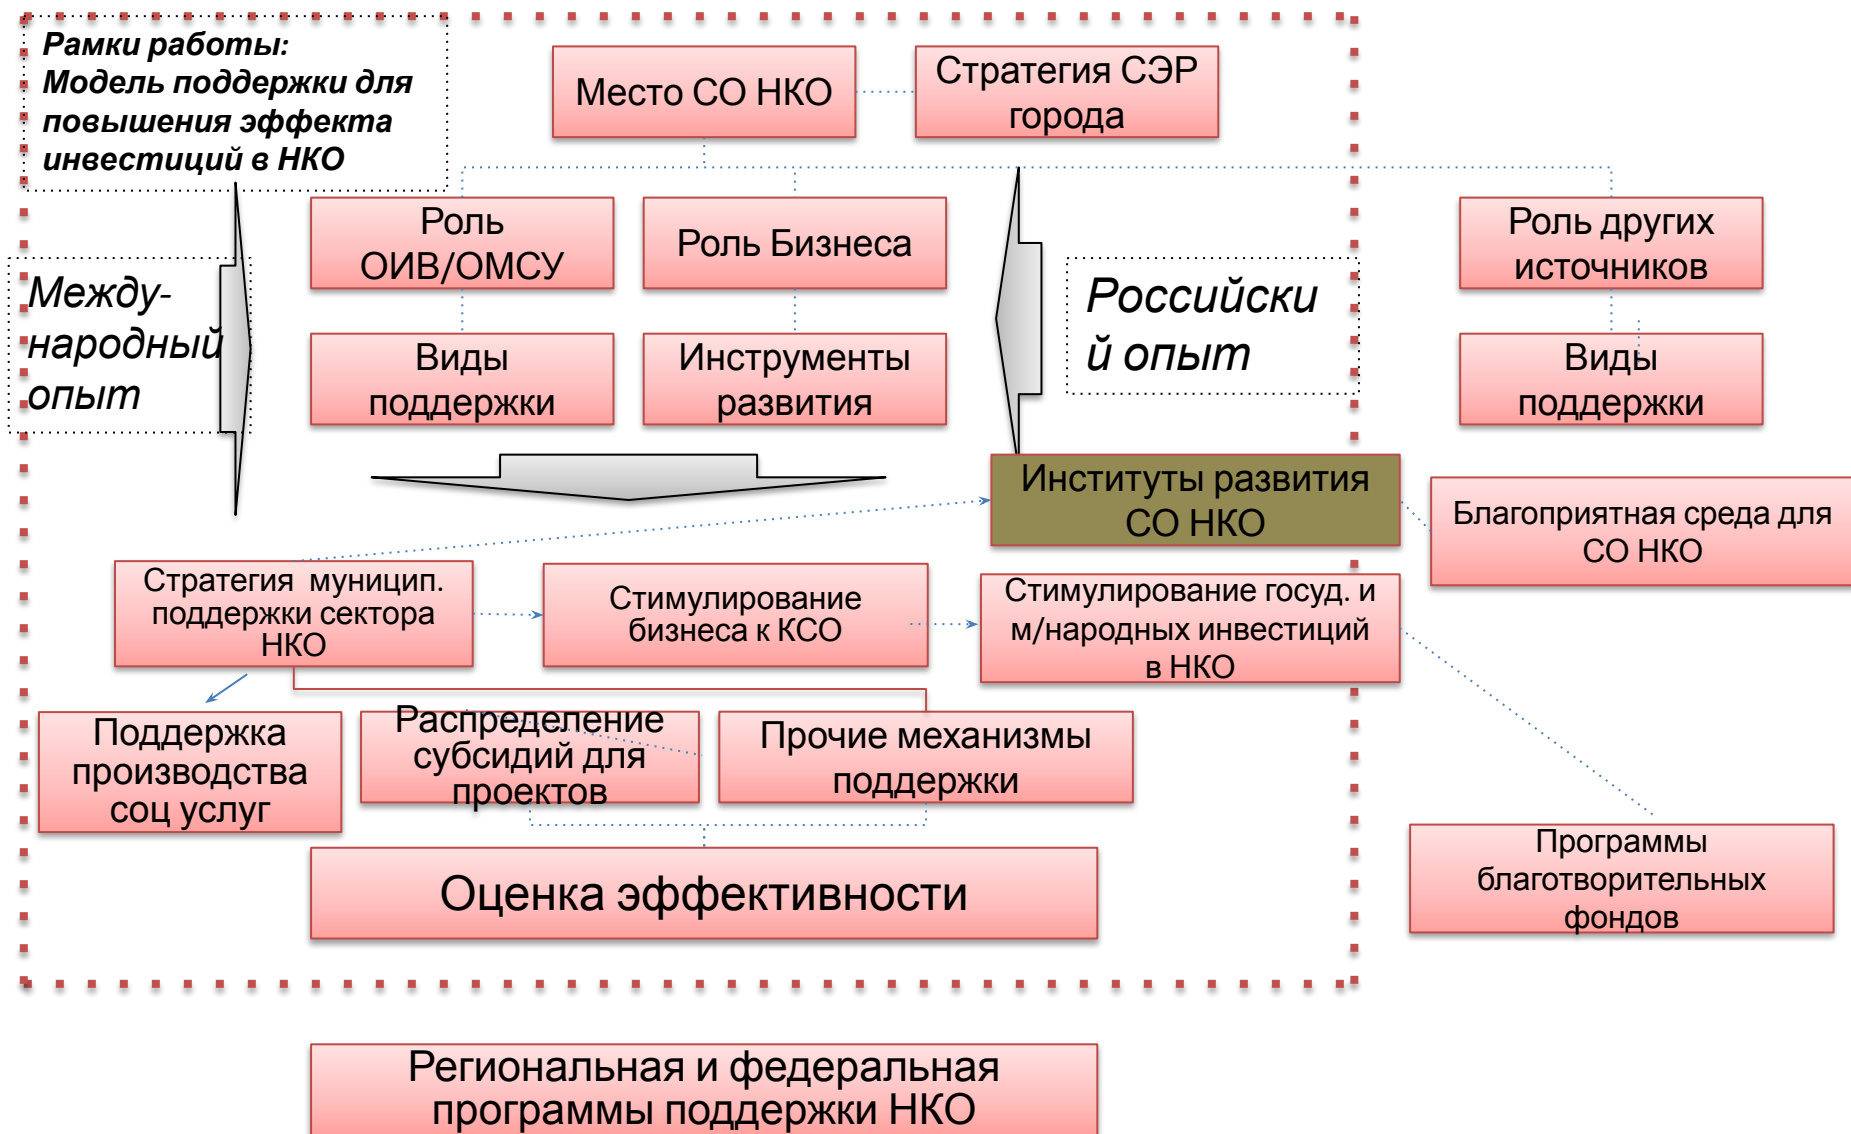 Рамки работы:
Модель поддержки для
повышения эффекта
инвестиций в НКО
Место СО НКО
Стратегия СЭР
города
Роль
ОИВ/ОМСУ
Роль Бизнеса
Роль других
источников
Между-
народный
опыт
Российски
й опыт
Виды
поддержки
Инструменты
развития
Виды
поддержки
Институты развития
СО НКО
Благоприятная среда для
СО НКО
Стратегия муницип.
поддержки сектора
НКО
Стимулирование
бизнеса к КСО
Стимулирование госуд. и
м/народных инвестиций
в НКО
Поддержка
производства
соц услуг
Распределение
субсидий для
проектов
Прочие механизмы
поддержки
Оценка эффективности
Программы
благотворительных
фондов
Региональная и федеральная
программы поддержки НКО